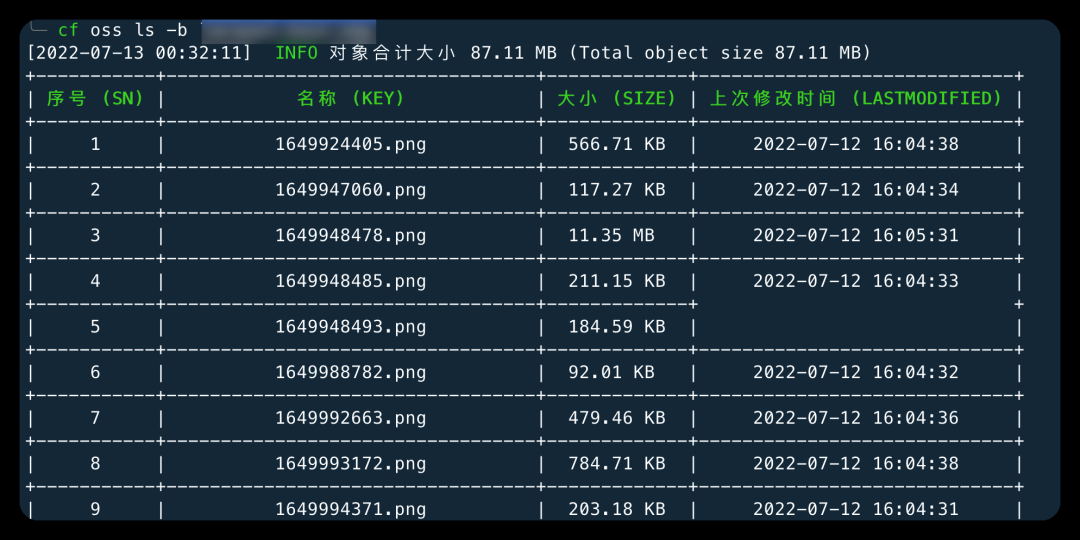 cf oss ls -b
[2022-07-13 00:32:11] INFO 对象合计大小 87.11 MB (Total object size 87.11 MB)
序号 (SN) | 名称 (KEY) | 大小 (SIZE) | 上次修改时间 (LASTMODIFIED)
1 | 1649924405.png | 566.71 KB | 2022-07-12 16:04:38
2 | 1649947060.png | 117.27 KB | 2022-07-12 16:04:34
3 | 1649948478.png | 11.35 MB | 2022-07-12 16:05:31
4 | 1649948485.png | 211.15 KB | 2022-07-12 16:04:33
5 | 1649948493.png | 184.59 KB |
6 | 1649988782.png | 92.01 KB | 2022-07-12 16:04:32
7 | 1649992663.png | 479.46 KB | 2022-07-12 16:04:36
8 | 1649993172.png | 784.71 KB | 2022-07-12 16:04:38
9 | 1649994371.png | 203.18 KB | 2022-07-12 16:04:31